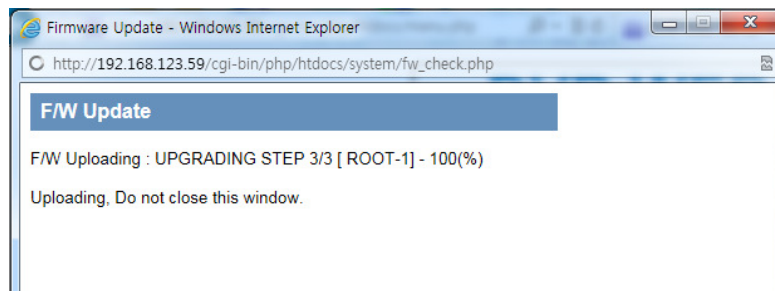 Firmware Update - Windows Internet Explorer
http://192.168.123.59/cgi-bin/php/htdocs/system/fw_check.php
F/W Update
F/W Uploading : UPGRADING STEP 3/3 [ ROOT-1] - 100(%)
Uploading, Do not close this window.